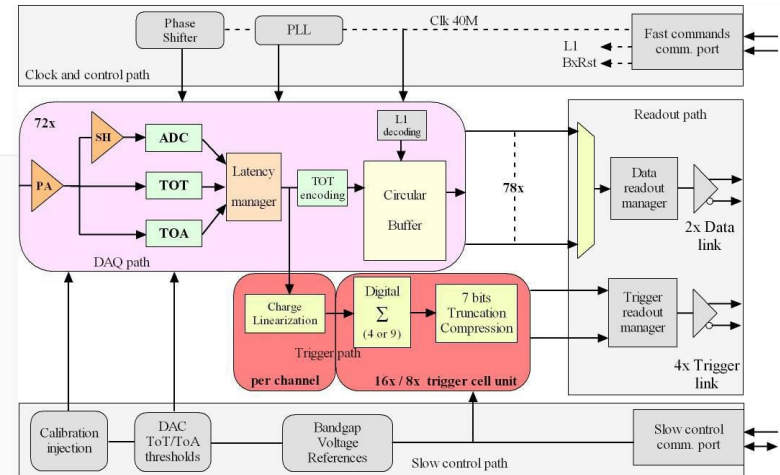 Phase
Shifter
PLL
Clk 40M
L1
BxRst
Fast commands
comm. port
Clock and control path
72x
SH
ADC
PA
TOT
TOA
Latency
manager
TOT
encoding
L1
decoding
Circular
Buffer
DAQ path
78x
Readout path
Data
readout
manager
2x Data
link
Trigger
readout
manager
4x Trigger
link
Charge
Linearization
Trigger path
per channel
Digital
Σ
(4 or 9)
7 bits
Truncation
Compression
16x / 8x trigger cell unit
Calibration
injection
DAC
ToT/ToA
thresholds
Bandgap
Voltage
References
Slow control path
Slow control
comm. port